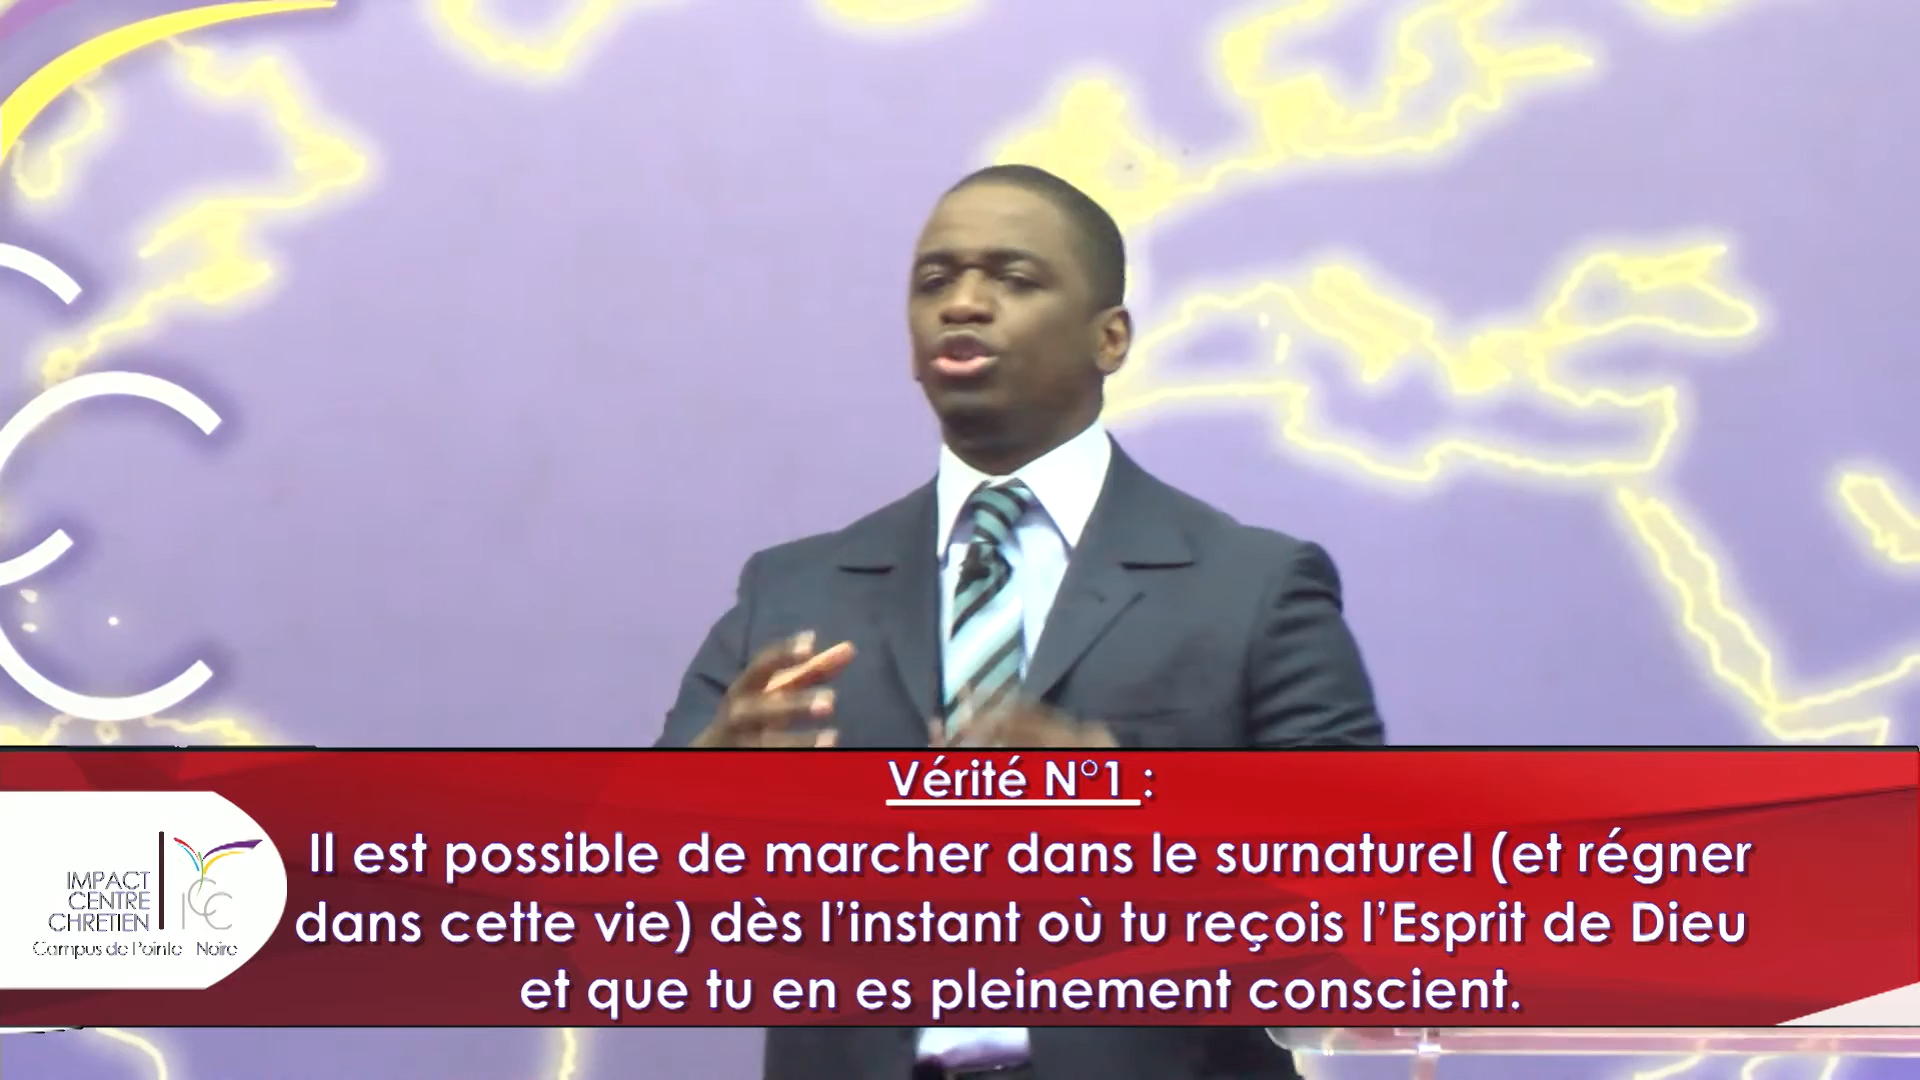 Vérité N°1 :
Il est possible de marcher dans le surnaturel (et régner
dans cette vie) dès l'instant où tu reçois l'Esprit de Dieu
et que tu en es pleinement conscient.
IMPACT
CENTRE
CHRETIEN
ICC
Campus de Pointe Noire